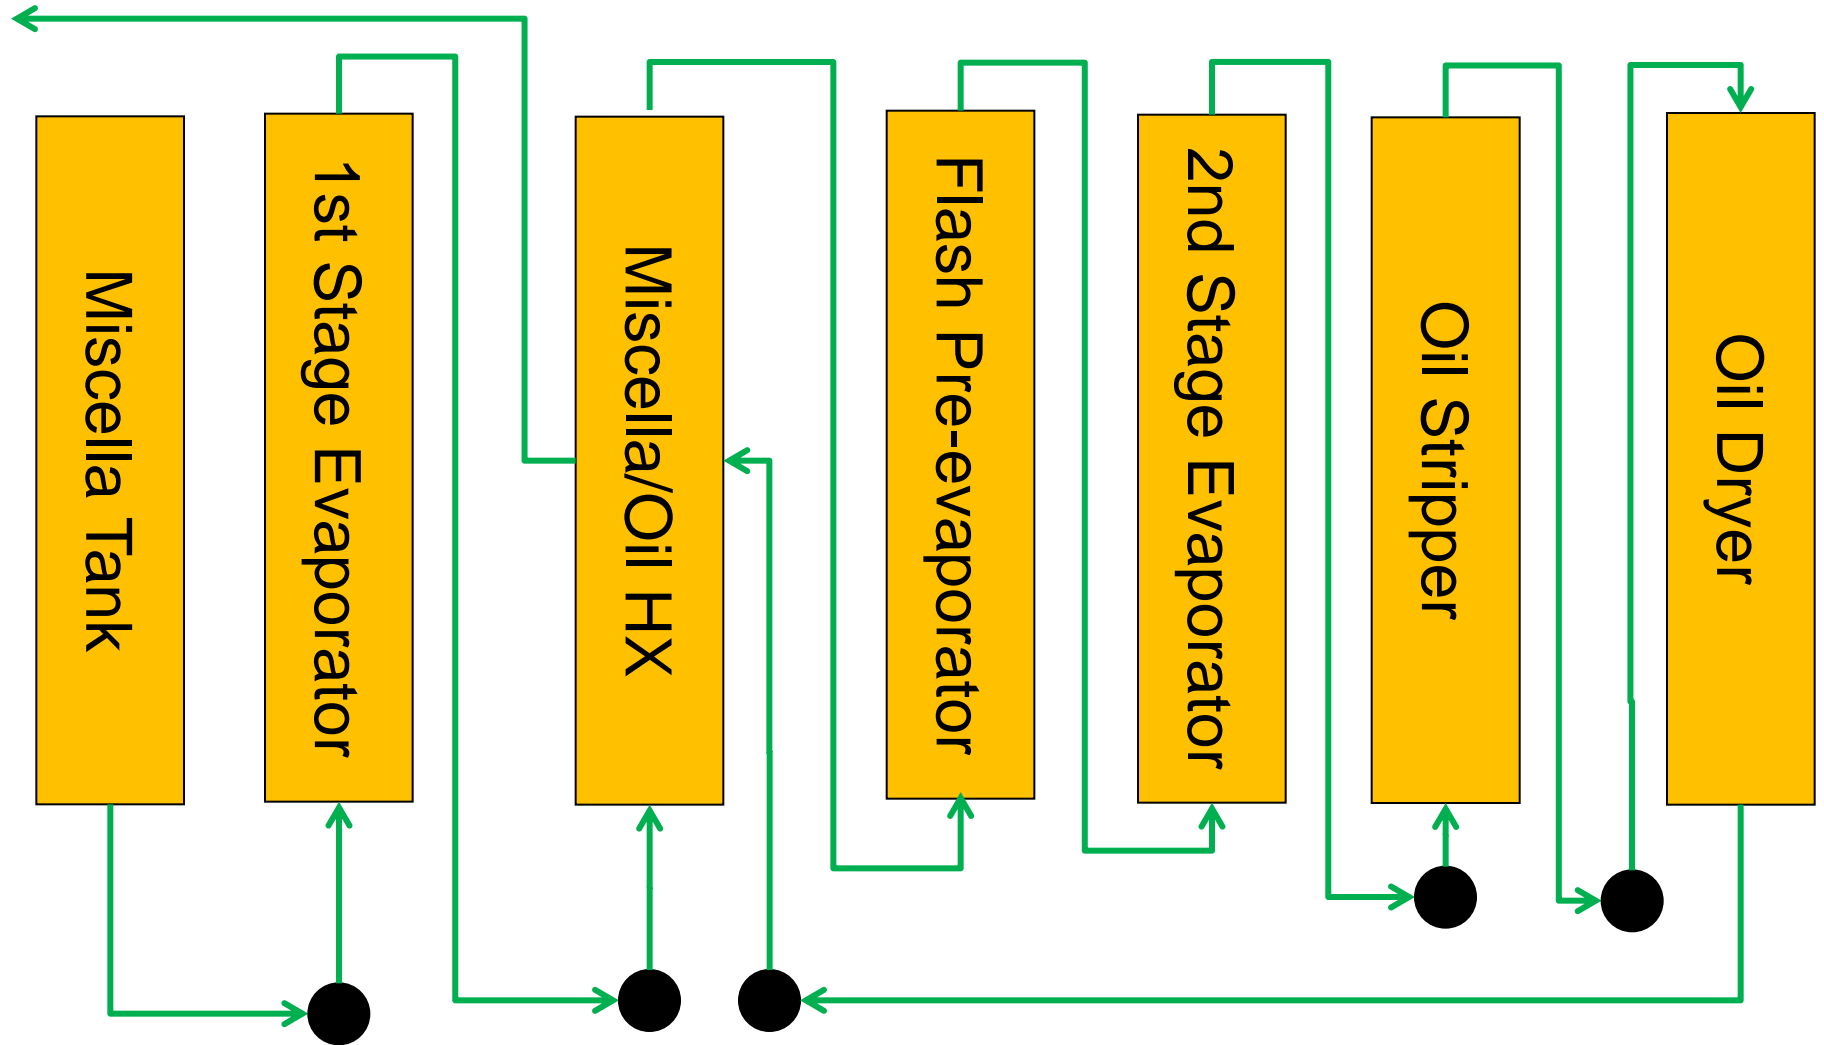 Miscella Tank
1st Stage Evaporator
Miscella/Oil HX
Flash Pre-evaporator
2nd Stage Evaporator
Oil Stripper
Oil Dryer